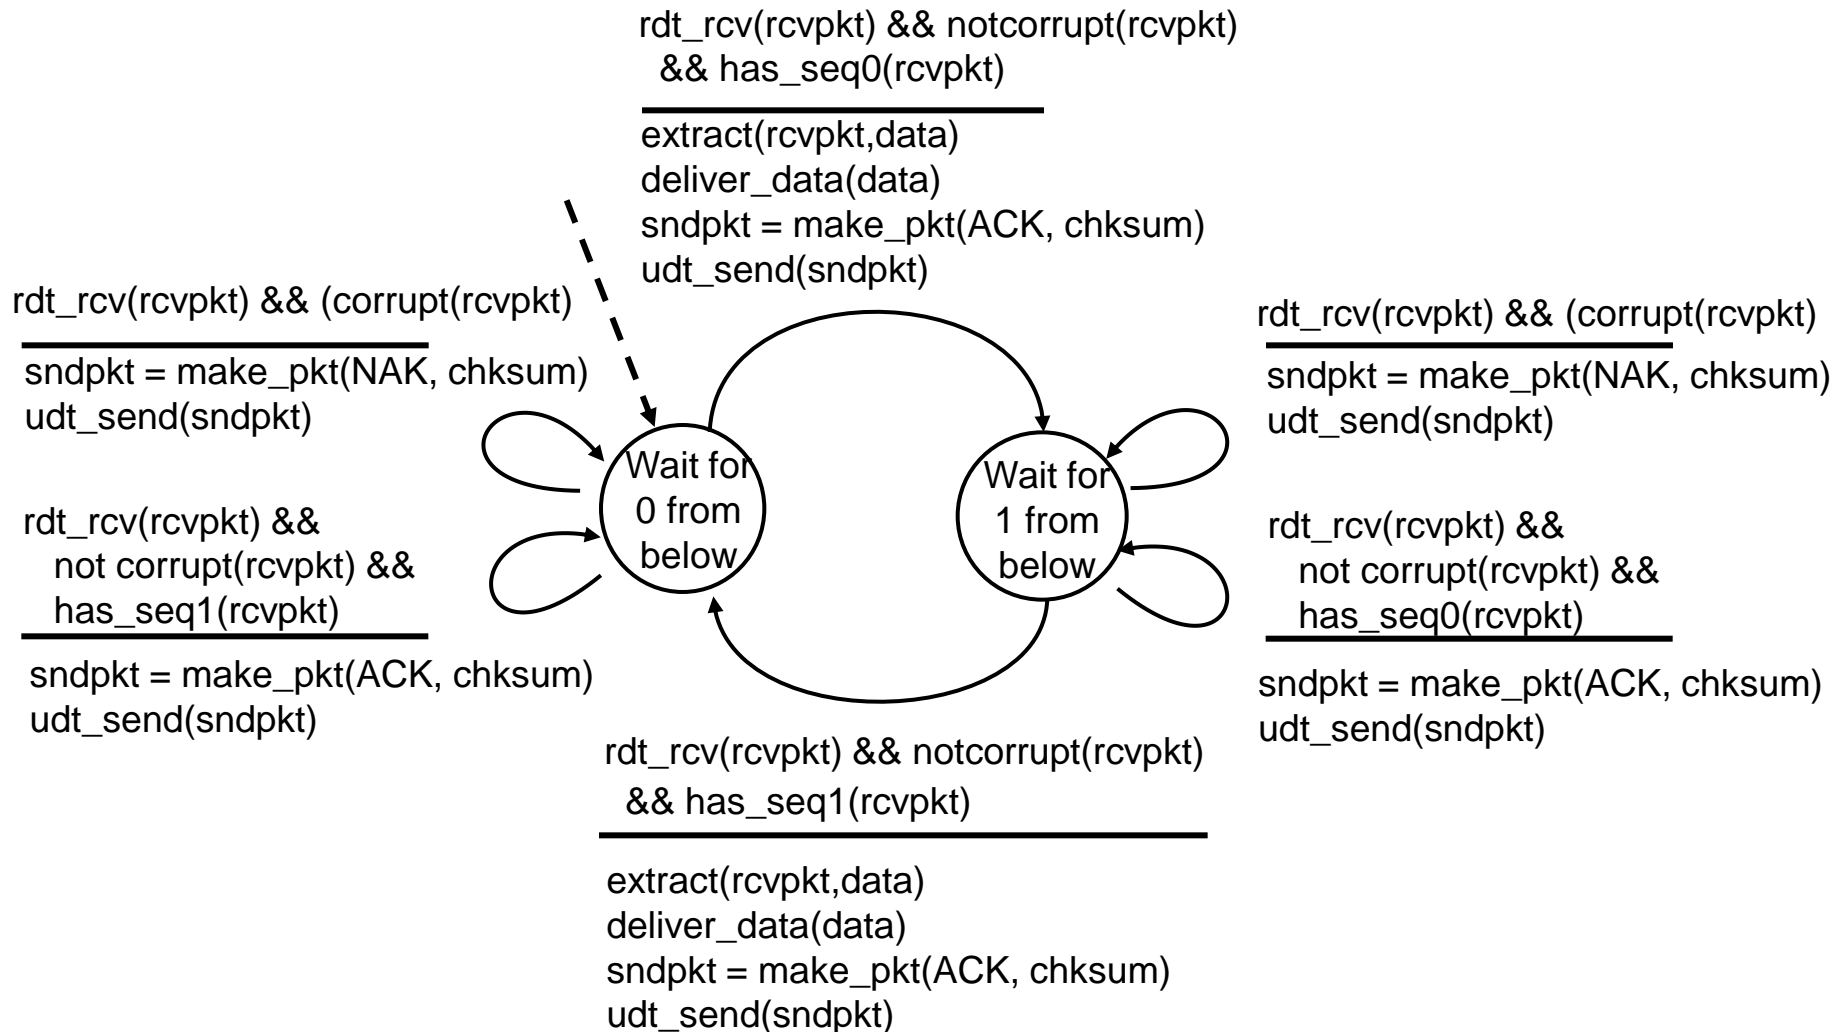 rdt_rcv(rcvpkt) && notcorrupt(rcvpkt)
&& has_seq0(rcvpkt)
extract(rcvpkt,data)
deliver_data(data)
sndpkt = make_pkt(ACK, chksum)
udt_send(sndpkt)
rdt_rcv(rcvpkt) && (corrupt(rcvpkt)
sndpkt = make_pkt(NAK, chksum)
udt_send(sndpkt)
rdt_rcv(rcvpkt) &&
not corrupt(rcvpkt) &&
has_seq1(rcvpkt)
sndpkt = make_pkt(ACK, chksum)
udt_send(sndpkt)
Wait for
0 from
below
Wait for
1 from
below
rdt_rcv(rcvpkt) && (corrupt(rcvpkt)
sndpkt = make_pkt(NAK, chksum)
udt_send(sndpkt)
rdt_rcv(rcvpkt) &&
not corrupt(rcvpkt) &&
has_seq0(rcvpkt)
sndpkt = make_pkt(ACK, chksum)
udt_send(sndpkt)
rdt_rcv(rcvpkt) && notcorrupt(rcvpkt)
&& has_seq1(rcvpkt)
extract(rcvpkt,data)
deliver_data(data)
sndpkt = make_pkt(ACK, chksum)
udt_send(sndpkt)